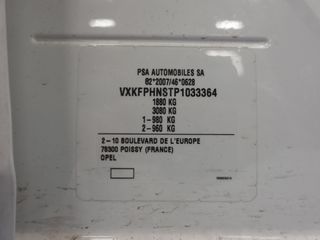 PSA AUTOMOBILES SA
e2*2007/46*0628
VXKFPHNSTP1033364
1880 KG
3080 KG
1-980 KG
2-960 KG
2-10 BOULEVARD DE L'EUROPE
78300 POISSY (FRANCE)
OPEL